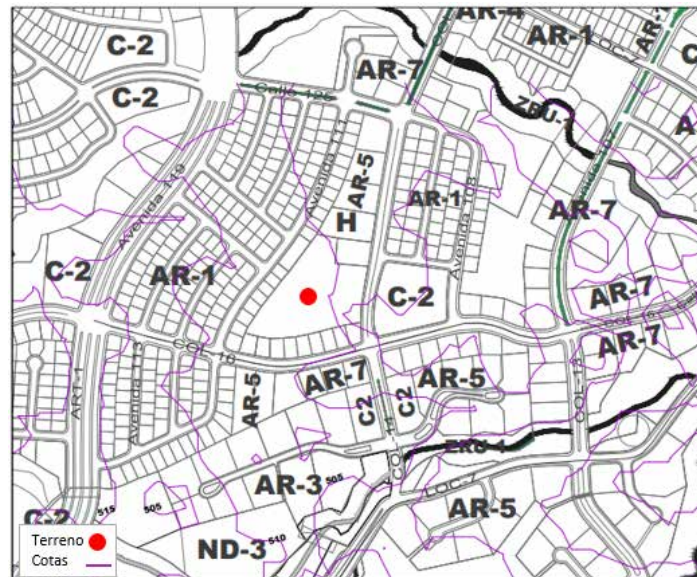 AR-4
AR-1
C-2
AR-7
C-2
Calle 126
ZRU-1
Avenida 119
Avenida 111
AR-5
AR-1
Avenida 108
AR-7
H
C-2
AR-1
C-2
AR-7
COL-16
AR-7
AR-7
AR-5
ART-1
Avenida 113
AR-5
C2
C2
COL-13
ZRU-1
AR-3
505
LOC-7
AR-5
515
505
C-2
ND-3
510
Terreno
Cotas